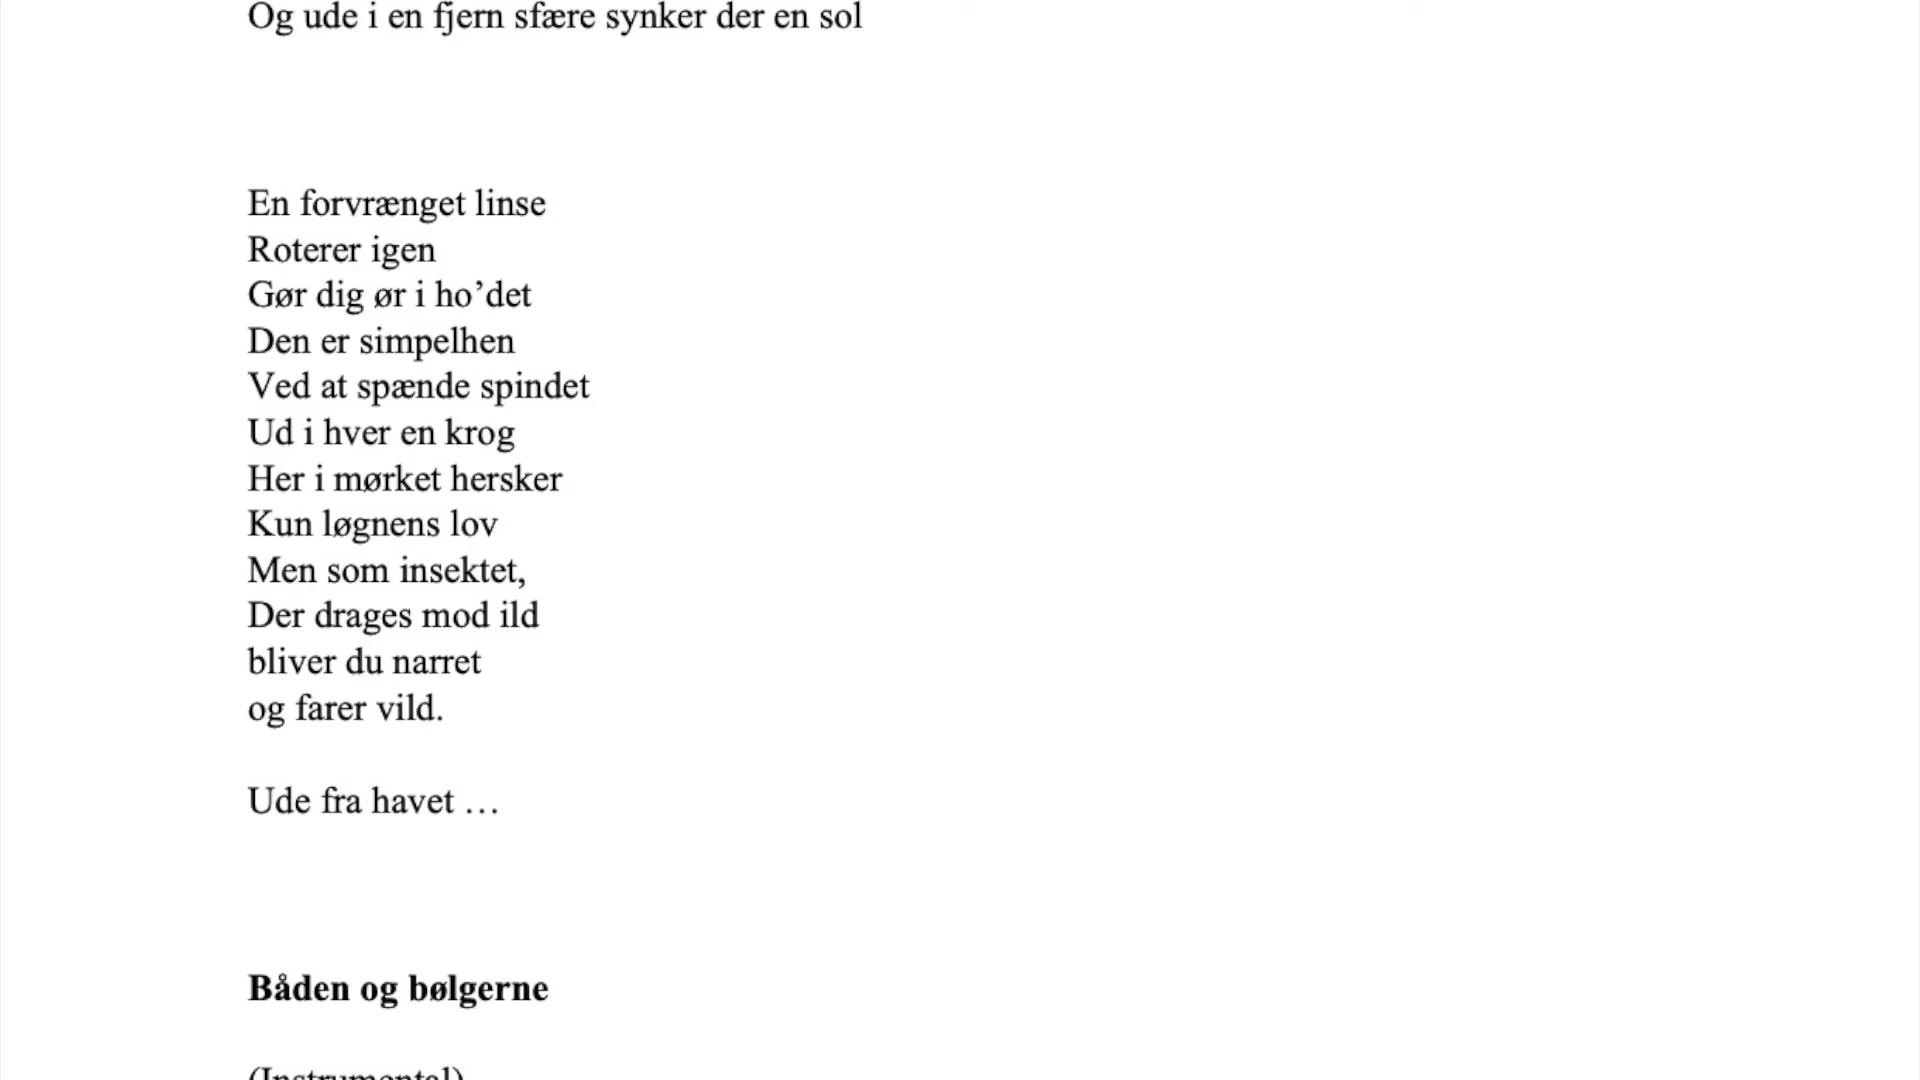 Og ude i en fjern sfære synker der en sol
En forvrænget linse
Roterer igen
Gør dig ør i ho’det
Den er simpelhen
Ved at spænde spindet
Ud i hver en krog
Her i mørket hersker
Kun løgnens lov
Men som insektet,
Der drages mod ild
bliver du narret
og farer vild.
Ude fra havet …
Båden og bølgerne
(Instrumental)